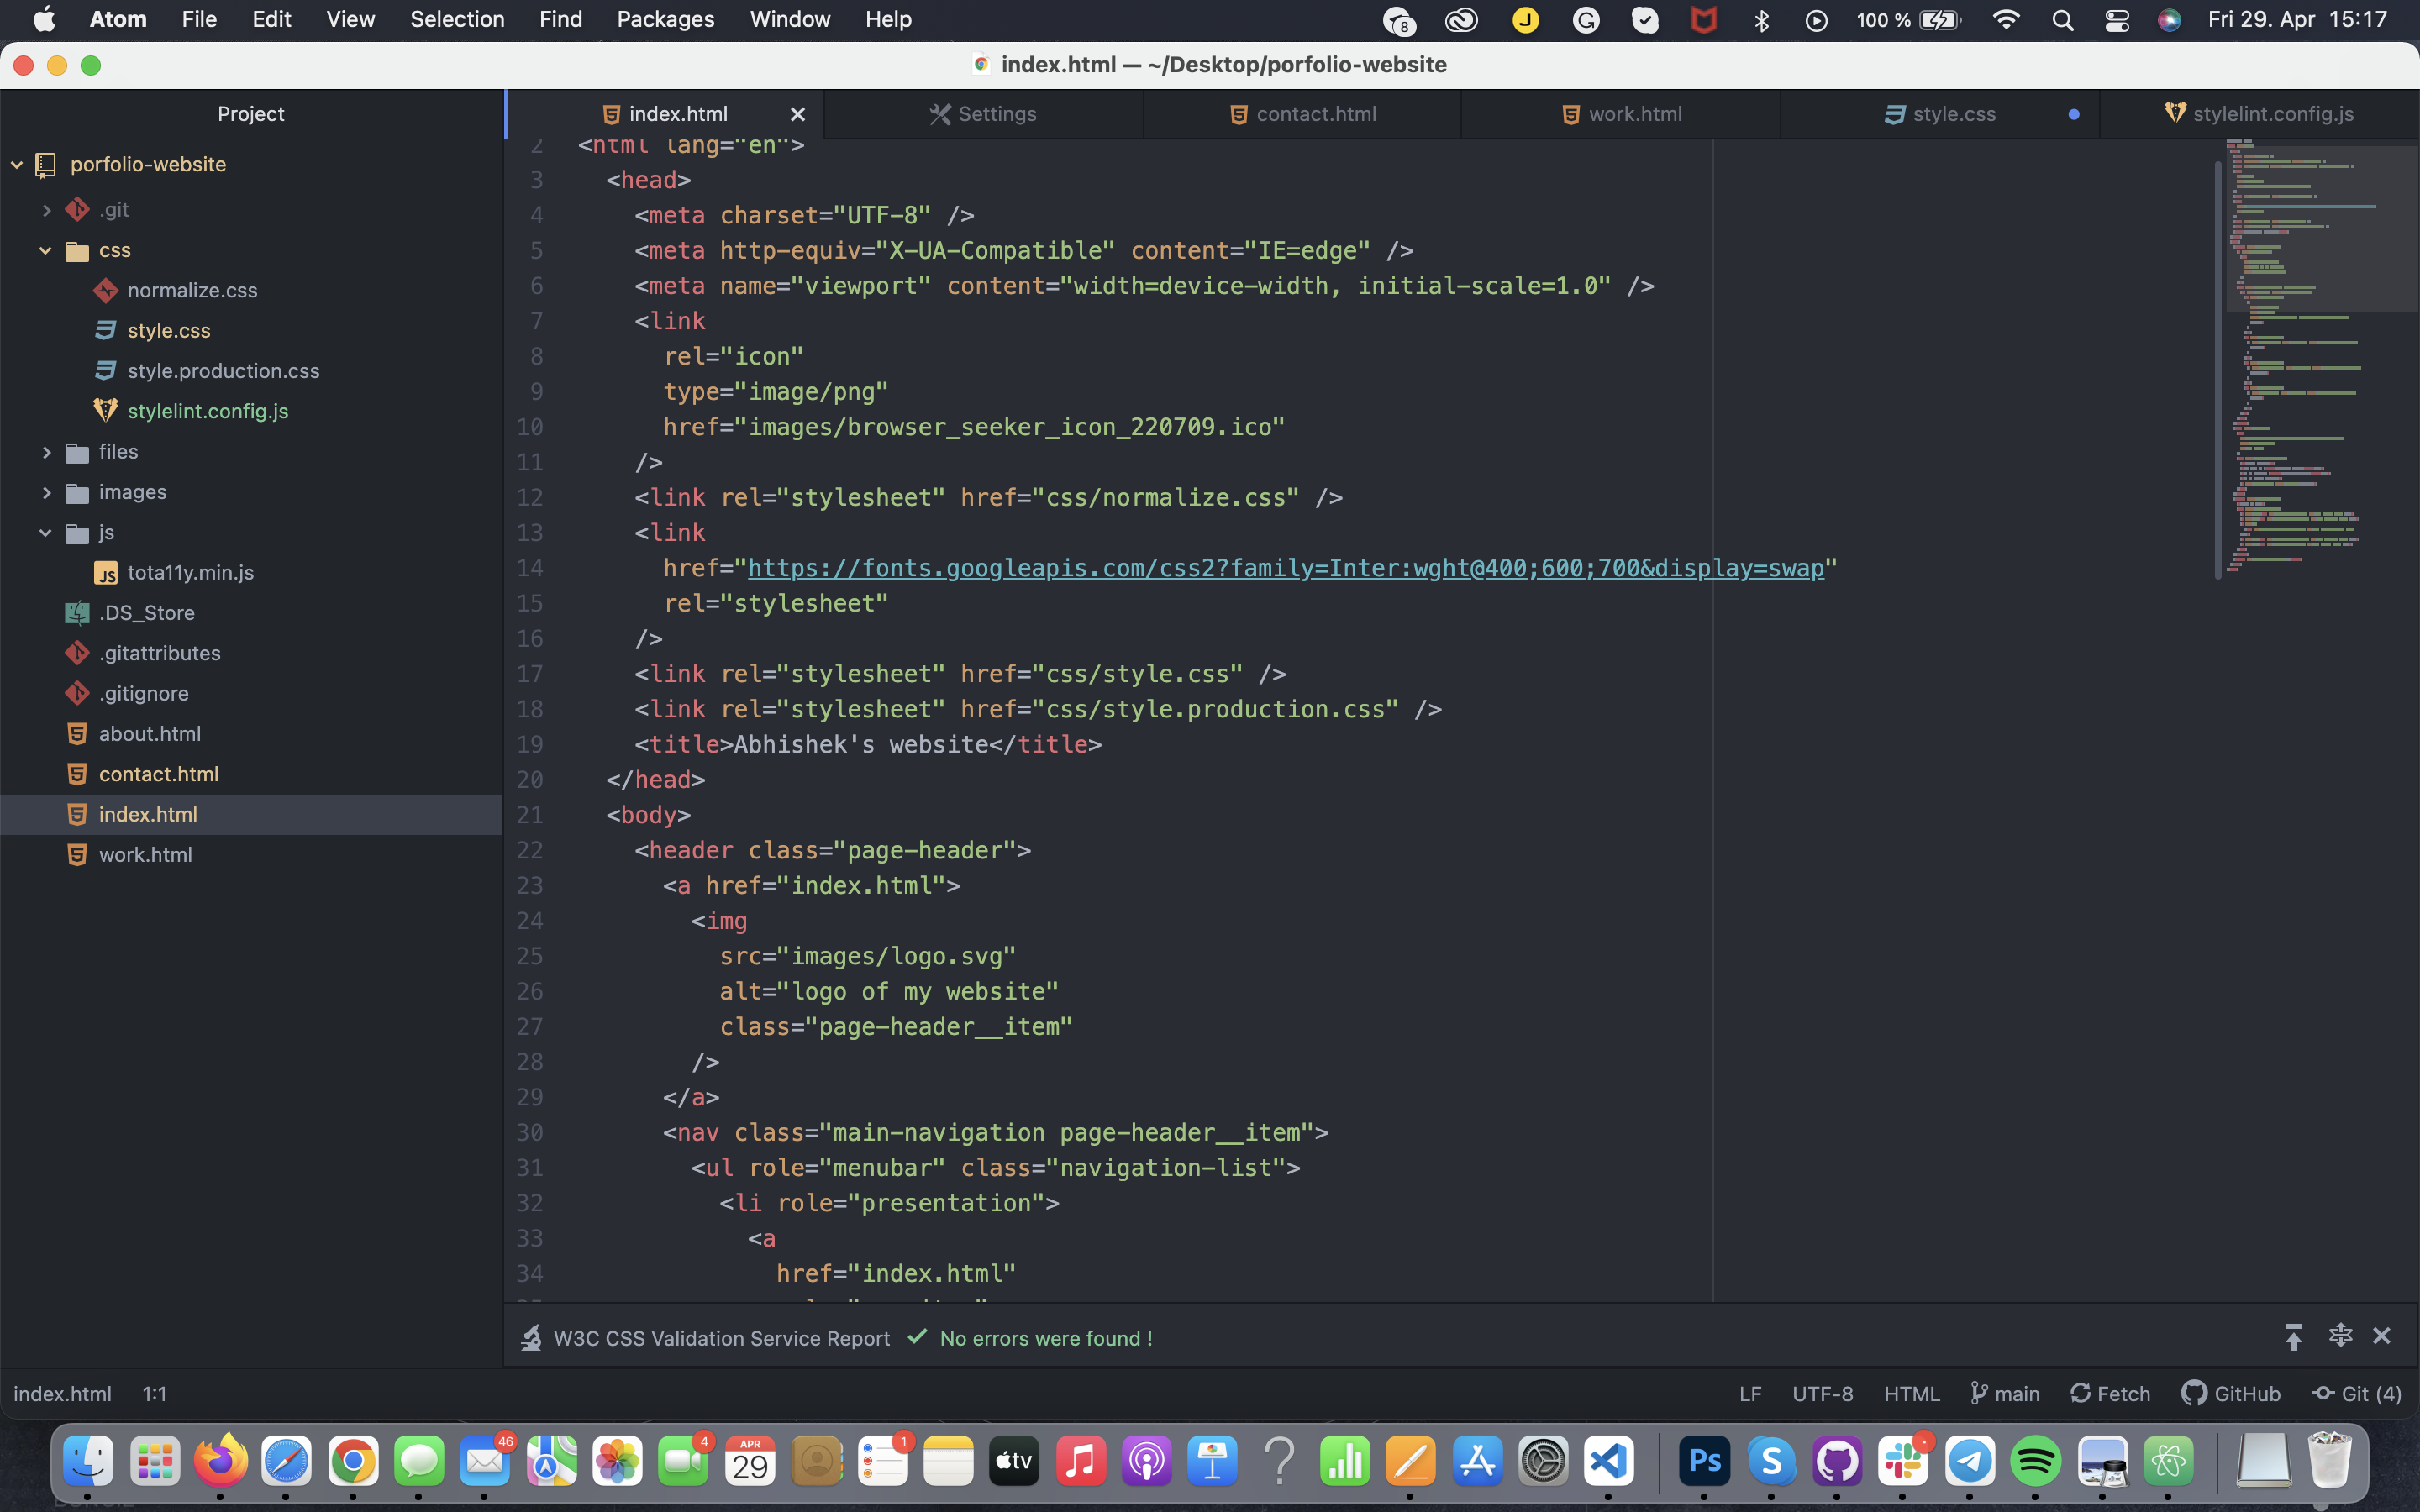 Atom File Edit View Selection Find Packages Window Help 8 J 100 % Fri 29. Apr 15:17
index.html — ~/Desktop/porfolio-website
Project
index.html Settings contact.html work.html style.css stylelint.config.js
porfolio-website
.git
css
normalize.css
style.css
style.production.css
stylelint.config.js
files
images
js
JS tota11y.min.js
.DS_Store
.gitattributes
.gitignore
about.html
contact.html
index.html
work.html
2 <html lang="en">
3 <head>
4 <meta charset="UTF-8" />
5 <meta http-equiv="X-UA-Compatible" content="IE=edge" />
6 <meta name="viewport" content="width=device-width, initial-scale=1.0" />
7 <link
8 rel="icon"
9 type="image/png"
10 href="images/browser_seeker_icon_220709.ico"
11 />
12 <link rel="stylesheet" href="css/normalize.css" />
13 <link
14 href="https://fonts.googleapis.com/css2?family=Inter:wght@400;600;700&display=swap"
15 rel="stylesheet"
16 />
17 <link rel="stylesheet" href="css/style.css" />
18 <link rel="stylesheet" href="css/style.production.css" />
19 <title>Abhishek's website</title>
20 </head>
21 <body>
22 <header class="page-header">
23 <a href="index.html">
24 <img
25 src="images/logo.svg"
26 alt="logo of my website"
27 class="page-header__item"
28 />
29 </a>
30 <nav class="main-navigation page-header__item">
31 <ul role="menubar" class="navigation-list">
32 <li role="presentation">
33 <a
34 href="index.html"
W3C CSS Validation Service Report No errors were found !
index.html 1:1 LF UTF-8 HTML main Fetch GitHub Git (4)
46 4 APR 29 1 tv Ps